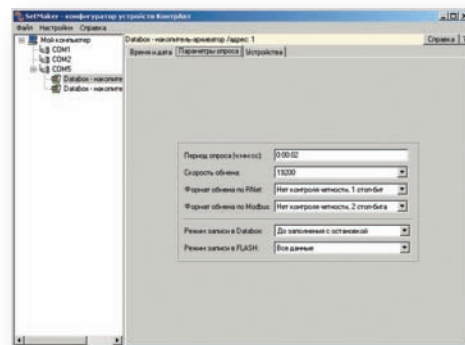 SetMaker - конфигуратор устройств КонтрАвт
Файл Настройки Справка
Мой компьютер
COM1
COM2
COM5
Databox - накопите
Databox - накопите
Databox - накопитель-архиватор /адрес: 1
Справка
Время и дата Параметры опроса Устройства
Период опроса (ч:мм:сс): 0:00:02
Скорость обмена: 19200
Формат обмена по RNet: Нет контроля четности, 1 стоп-бит
Формат обмена по Modbus: Нет контроля четности, 2 стоп-бита
Режим записи в Databox: До заполнения с остановкой
Режим записи в FLASH: Все данные